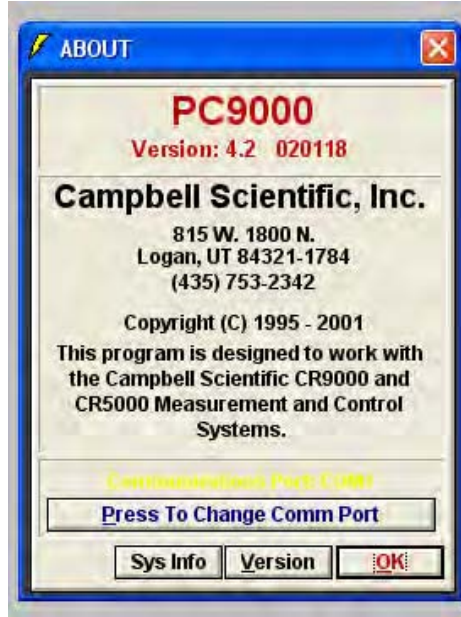 ABOUT
PC9000
Version: 4.2 020118
Campbell Scientific, Inc.
815 W. 1800 N.
Logan, UT 84321-1784
(435) 753-2342
Copyright (C) 1995 - 2001
This program is designed to work with
the Campbell Scientific CR9000 and
CR5000 Measurement and Control
Systems.
Communications Port: COM1
Press To Change Comm Port
Sys Info Version OK